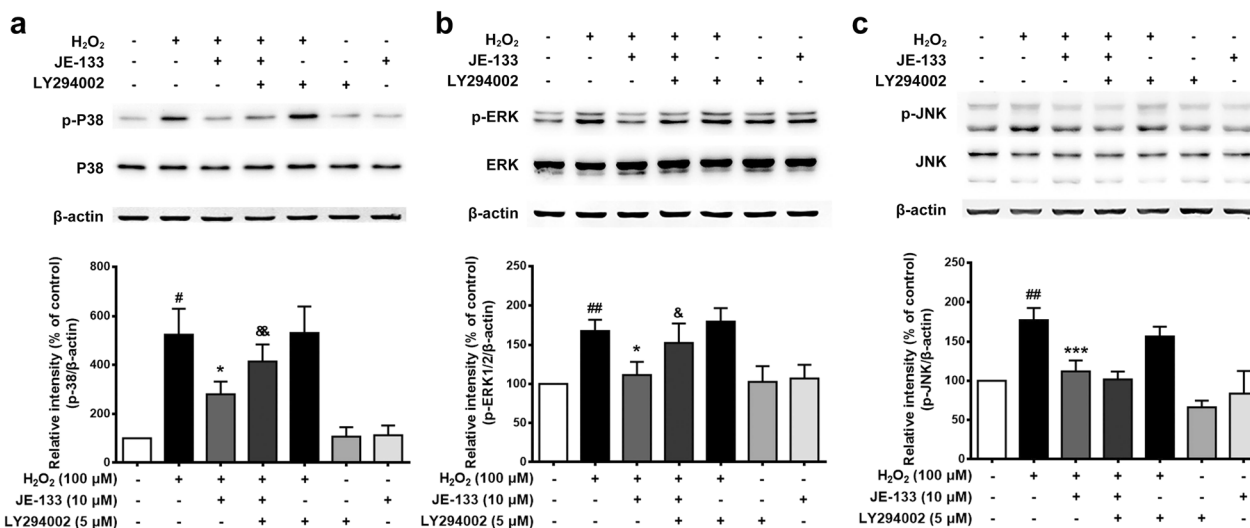 a
H₂O₂ - + + + + - -
JE-133 - - + + - - +
LY294002 - - - + + + -
p-P38
P38
β-actin
Relative intensity (% of control)
(p-38/β-actin)
800
600
400
200
0
#
*
&&
H₂O₂ (100 μM) - + + + + - -
JE-133 (10 μM) - - + + - - +
LY294002 (5 μM) - - - + + + -
b
H₂O₂ - + + + + - -
JE-133 - - + + - - +
LY294002 - - - + + + -
p-ERK
ERK
β-actin
Relative intensity (% of control)
(p-ERK1/2/β-actin)
250
200
150
100
50
0
##
*
&
H₂O₂ (100 μM) - + + + + - -
JE-133 (10 μM) - - + + - - +
LY294002 (5 μM) - - - + + + -
c
H₂O₂ - + + + + - -
JE-133 - - + + - - +
LY294002 - - - + + + -
p-JNK
JNK
β-actin
Relative intensity (% of control)
(p-JNK/β-actin)
250
200
150
100
50
0
##
***
H₂O₂ (100 μM) - + + + + - -
JE-133 (10 μM) - - + + - - +
LY294002 (5 μM) - - - + + + -